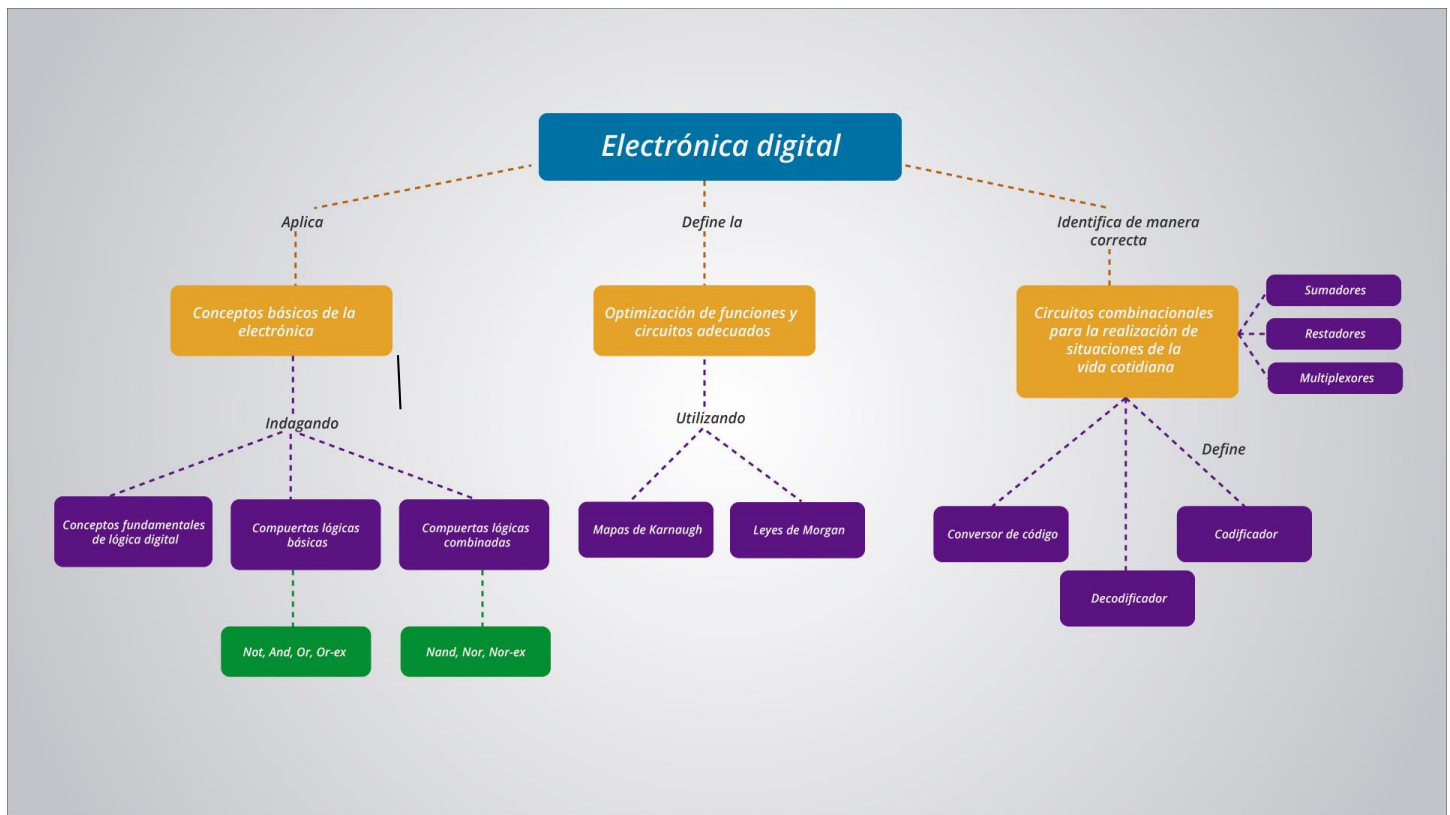 Electrónica digital
Aplica
Define la
Identifica de manera
correcta
Conceptos básicos de la
electrónica
Optimización de funciones y
circuitos adecuados
Circuitos combinacionales
para la realización de
situaciones de la
vida cotidiana
Sumadores
Restadores
Multiplexores
Indagando
Utilizando
Define
Conceptos fundamentales
de lógica digital
Compuertas lógicas
básicas
Compuertas lógicas
combinadas
Mapas de Karnaugh
Leyes de Morgan
Conversor de código
Codificador
Decodificador
Not, And, Or, Or-ex
Nand, Nor, Nor-ex